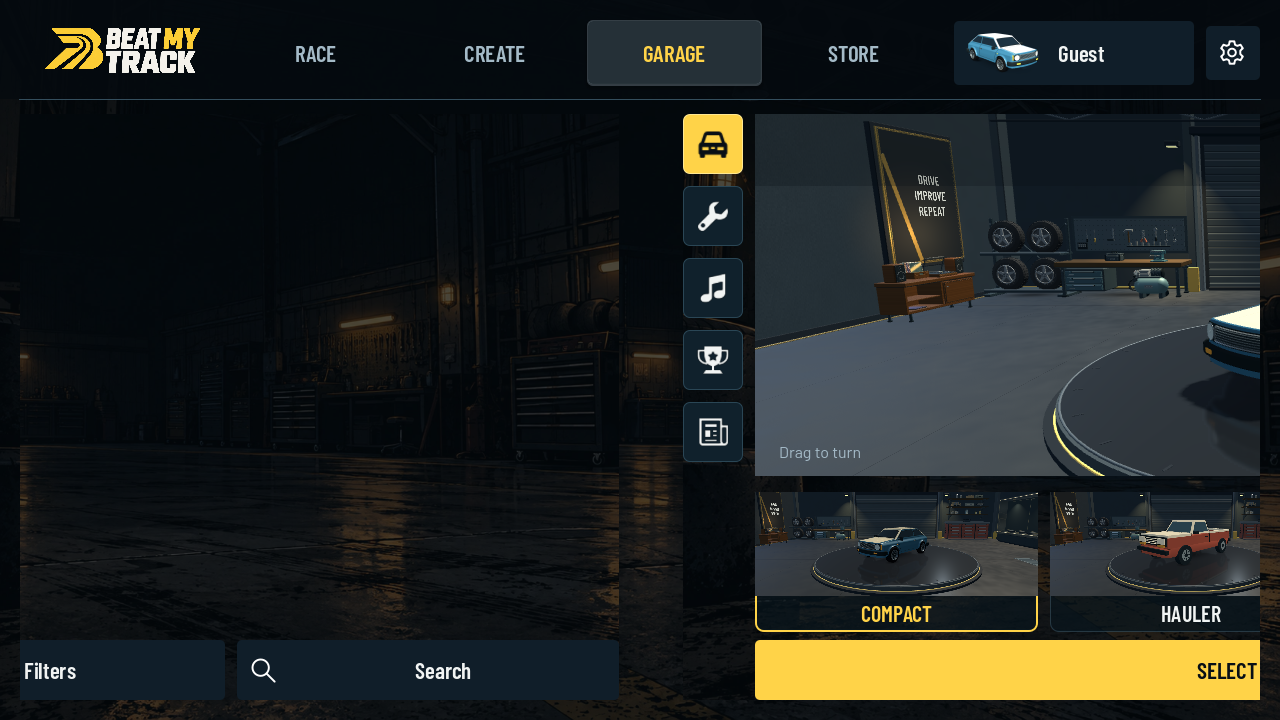 BEAT MY
TRACK
RACE
CREATE
GARAGE
STORE
Guest
DRIVE
IMPROVE
REPEAT
Drag to turn
COMPACT
HAULER
Filters
Search
SELECT